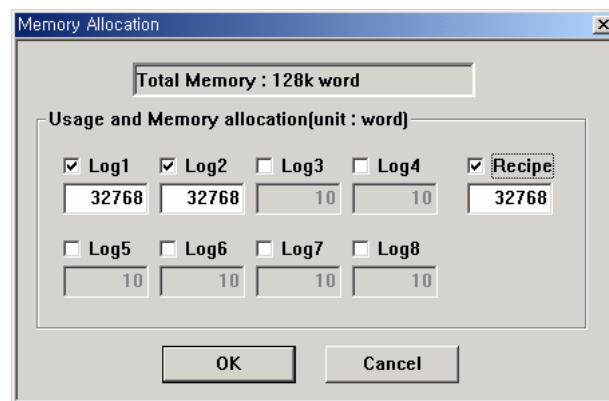 Memory Allocation
Total Memory : 128k word
Usage and Memory allocation(unit : word)
Log1 Log2 Log3 Log4 Recipe
32768 32768 10 10 32768
Log5 Log6 Log7 Log8
10 10 10 10
OK Cancel